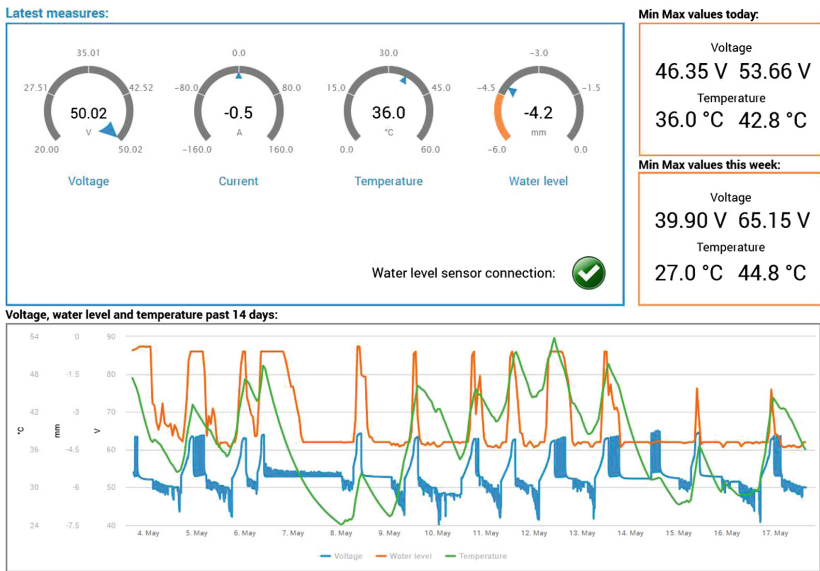 Latest measures:
35.01
27.51 42.52
50.02
V
20.00 50.02
Voltage
0.0
-80.0 80.0
-0.5
A
-160.0 160.0
Current
30.0
15.0 45.0
36.0
°C
0.0 60.0
Temperature
-3.0
-4.5 -1.5
-4.2
mm
-6.0 0.0
Water level
Water level sensor connection:
Min Max values today:
Voltage
46.35 V 53.66 V
Temperature
36.0 °C 42.8 °C
Min Max values this week:
Voltage
39.90 V 65.15 V
Temperature
27.0 °C 44.8 °C
Voltage, water level and temperature past 14 days:
54 0 90
48 -1.5 80
42 -3 70
°C mm V
36 -4.5 60
30 -6 50
24 -7.5 40
4. May 5. May 6. May 7. May 8. May 9. May 10. May 11. May 12. May 13. May 14. May 15. May 16. May 17. May
Voltage Water level Temperature